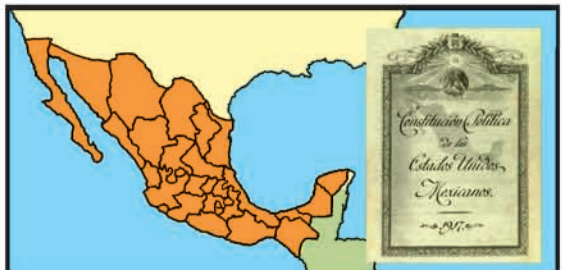 Constitución Política
de los
Estados Unidos
Mexicanos.
1917.